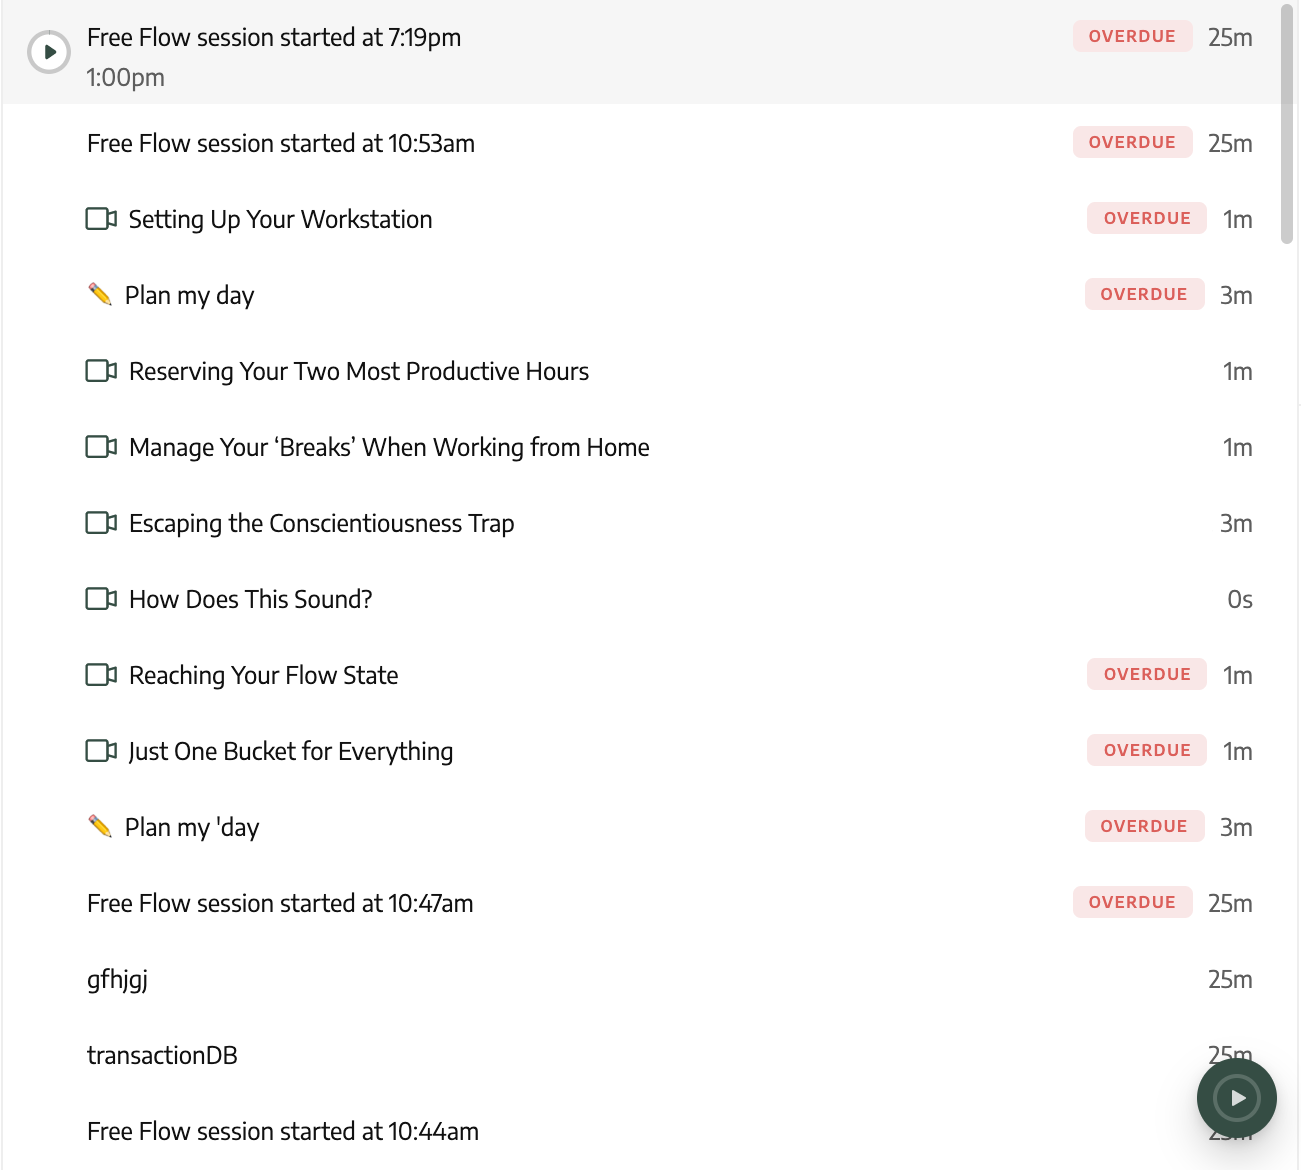 Free Flow session started at 7:19pm OVERDUE 25m
1:00pm
Free Flow session started at 10:53am OVERDUE 25m
Setting Up Your Workstation OVERDUE 1m
Plan my day OVERDUE 3m
Reserving Your Two Most Productive Hours 1m
Manage Your ‘Breaks’ When Working from Home 1m
Escaping the Conscientiousness Trap 3m
How Does This Sound? 0s
Reaching Your Flow State OVERDUE 1m
Just One Bucket for Everything OVERDUE 1m
Plan my 'day OVERDUE 3m
Free Flow session started at 10:47am OVERDUE 25m
gfhjgj 25m
transactionDB 25m
Free Flow session started at 10:44am